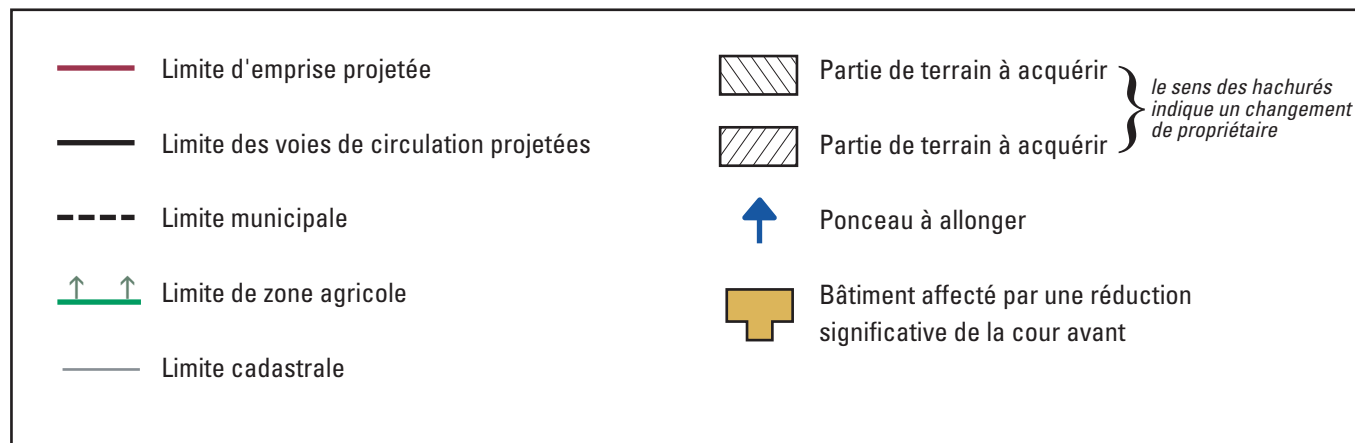 Limite d'emprise projetée
Limite des voies de circulation projetées
Limite municipale
Limite de zone agricole
Limite cadastrale
Partie de terrain à acquérir
Partie de terrain à acquérir
le sens des hachurés
indique un changement
de propriétaire
Ponceau à allonger
Bâtiment affecté par une réduction
significative de la cour avant